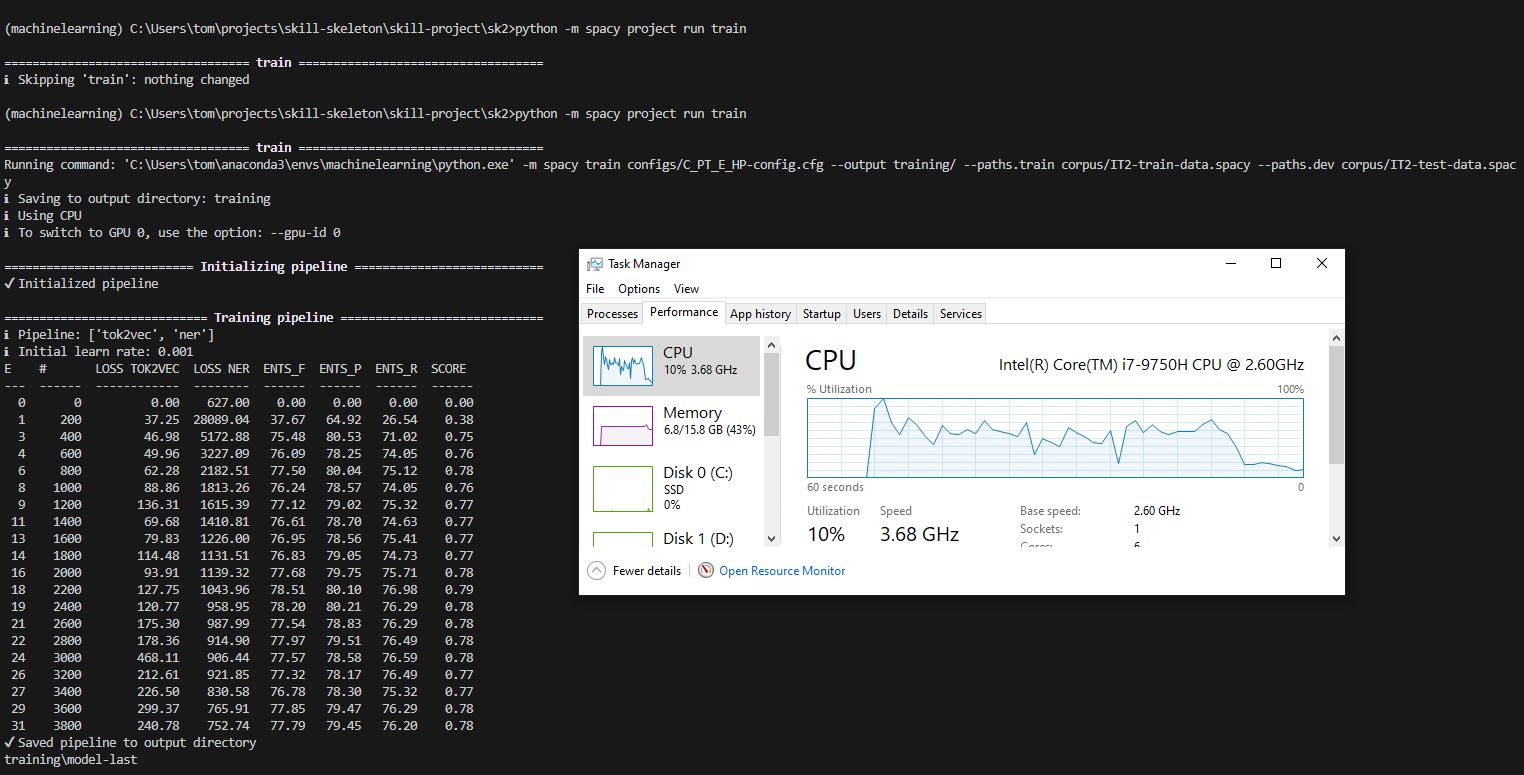 (machinelearning) C:\Users\tom\projects\skill-skeleton\skill-project\sk2>python -m spacy project run train
=================================== train ===================================
ℹ Skipping 'train': nothing changed
(machinelearning) C:\Users\tom\projects\skill-skeleton\skill-project\sk2>python -m spacy project run train
=================================== train ===================================
Running command: 'C:\Users\tom\anaconda3\envs\machinelearning\python.exe' -m spacy train configs/C_PT_E_HP-config.cfg --output training/ --paths.train corpus/IT2-train-data.spacy --paths.dev corpus/IT2-test-data.spac
y
ℹ Saving to output directory: training
ℹ Using CPU
ℹ To switch to GPU 0, use the option: --gpu-id 0
=========================== Initializing pipeline ===========================
✔ Initialized pipeline
============================= Training pipeline =============================
ℹ Pipeline: ['tok2vec', 'ner']
ℹ Initial learn rate: 0.001
E    #       LOSS TOK2VEC  LOSS NER  ENTS_F  ENTS_P  ENTS_R  SCORE
---  ------  ------------  --------  ------  ------  ------  ------
  0       0          0.00    627.00    0.00    0.00    0.00    0.00
  1     200         37.25  28089.04   37.67   64.92   26.54    0.38
  3     400         46.98   5172.88   75.48   80.53   71.02    0.75
  4     600         49.96   3227.09   76.09   78.25   74.05    0.76
  6     800         62.28   2182.51   77.50   80.04   75.12    0.78
  8    1000         88.86   1813.26   76.24   78.57   74.05    0.76
  9    1200        136.31   1615.39   77.12   79.02   75.32    0.77
 11    1400         69.68   1410.81   76.61   78.70   74.63    0.77
 13    1600         79.83   1226.00   76.95   78.56   75.41    0.77
 14    1800        114.48   1131.51   76.83   79.05   74.73    0.77
 16    2000         93.91   1139.32   77.68   79.75   75.71    0.78
 18    2200        127.75   1043.96   78.51   80.10   76.98    0.79
 19    2400        120.77    958.95   78.20   80.21   76.29    0.78
 21    2600        175.30    987.99   77.54   78.83   76.29    0.78
 22    2800        178.36    914.90   77.97   79.51   76.49    0.78
 24    3000        468.11    906.44   77.57   78.58   76.59    0.78
 26    3200        212.61    921.85   77.32   78.17   76.49    0.77
 27    3400        226.50    830.58   76.78   78.30   75.32    0.77
 29    3600        299.37    765.91   77.85   79.47   76.29    0.78
 31    3800        240.78    752.74   77.79   79.45   76.20    0.78
✔ Saved pipeline to output directory
training\model-last
Task Manager
File Options View
Processes Performance App history Startup Users Details Services
CPU
10% 3.68 GHz
Memory
6.8/15.8 GB (43%)
Disk 0 (C:)
SSD
0%
Disk 1 (D:)
CPU Intel(R) Core(TM) i7-9750H CPU @ 2.60GHz
% Utilization 100%
60 seconds 0
Utilization Speed Base speed: 2.60 GHz
10% 3.68 GHz Sockets: 1
Cores: 6
Fewer details Open Resource Monitor